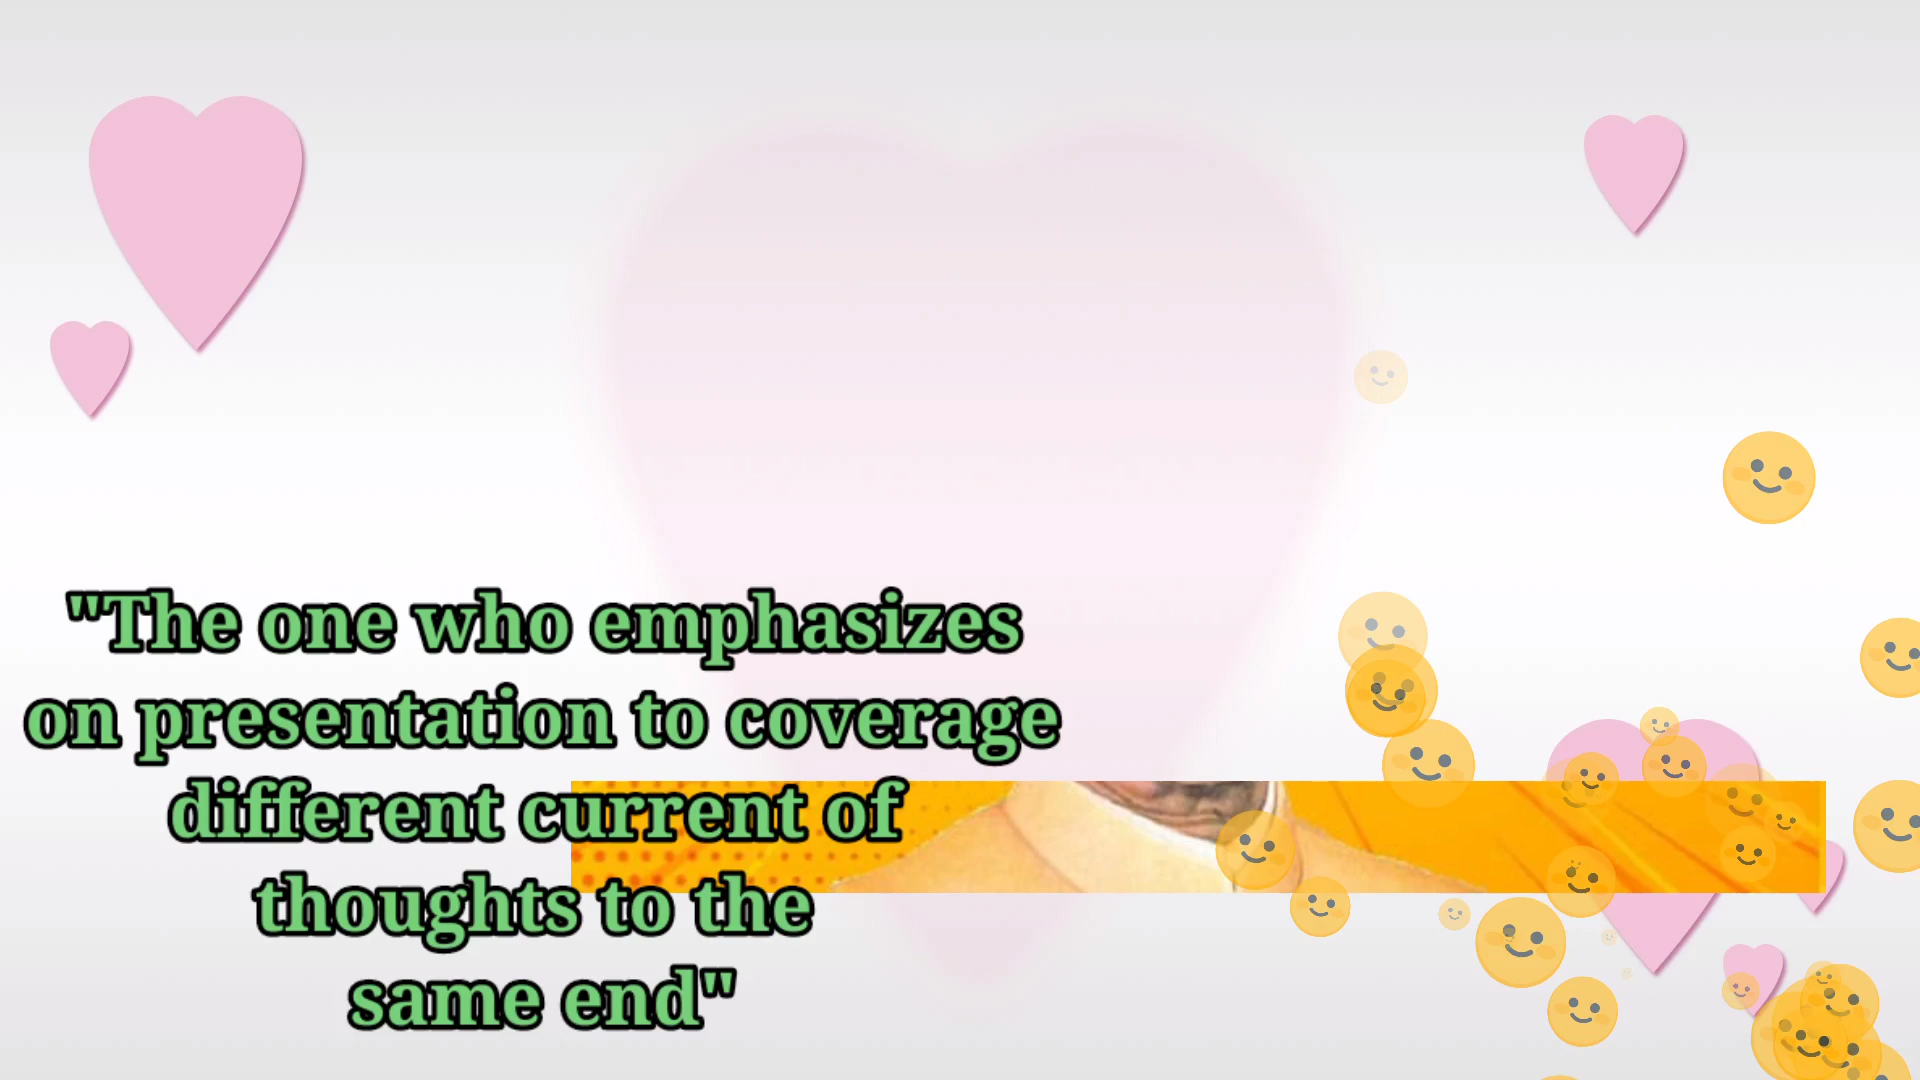 "The one who emphasizes
on presentation to coverage
different current of
thoughts to the
same end"